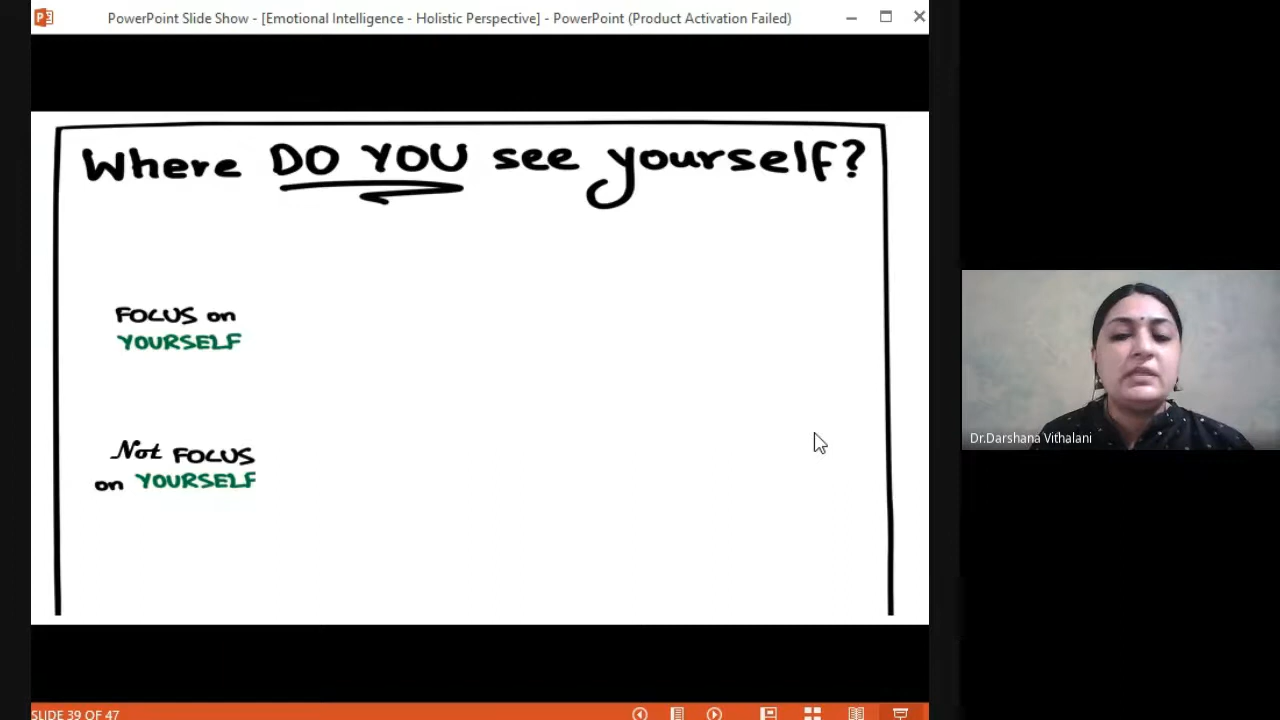 PowerPoint Slide Show - [Emotional Intelligence - Holistic Perspective] - PowerPoint (Product Activation Failed)
Where DO YOU see yourself?
FOCUS on
YOURSELF
Not FOCUS
on YOURSELF
Dr.Darshana Vithalani
SLIDE 39 OF 47